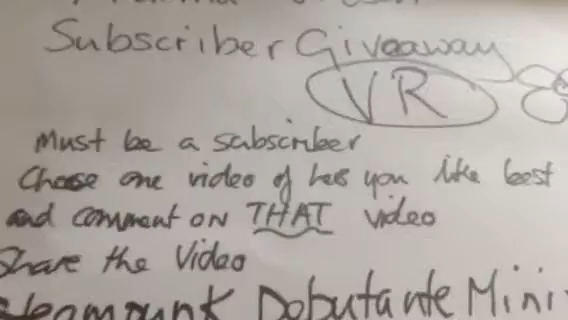 Subscriber Giveaway
VR
Must be a subscriber
Choose one video of hers you like best
and comment on THAT video
Share the Video
Steampunk Debutante Mini